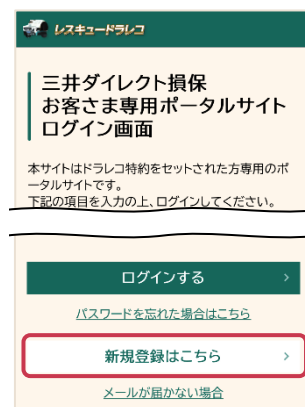 レスキュードラレコ
三井ダイレクト損保
お客さま専用ポータルサイト
ログイン画面
本サイトはドラレコ特約をセットされた方専用のポ
ータルサイトです。
下記の項目を入力の上、ログインしてください。
ログインする
パスワードを忘れた場合はこちら
新規登録はこちら
メールが届かない場合